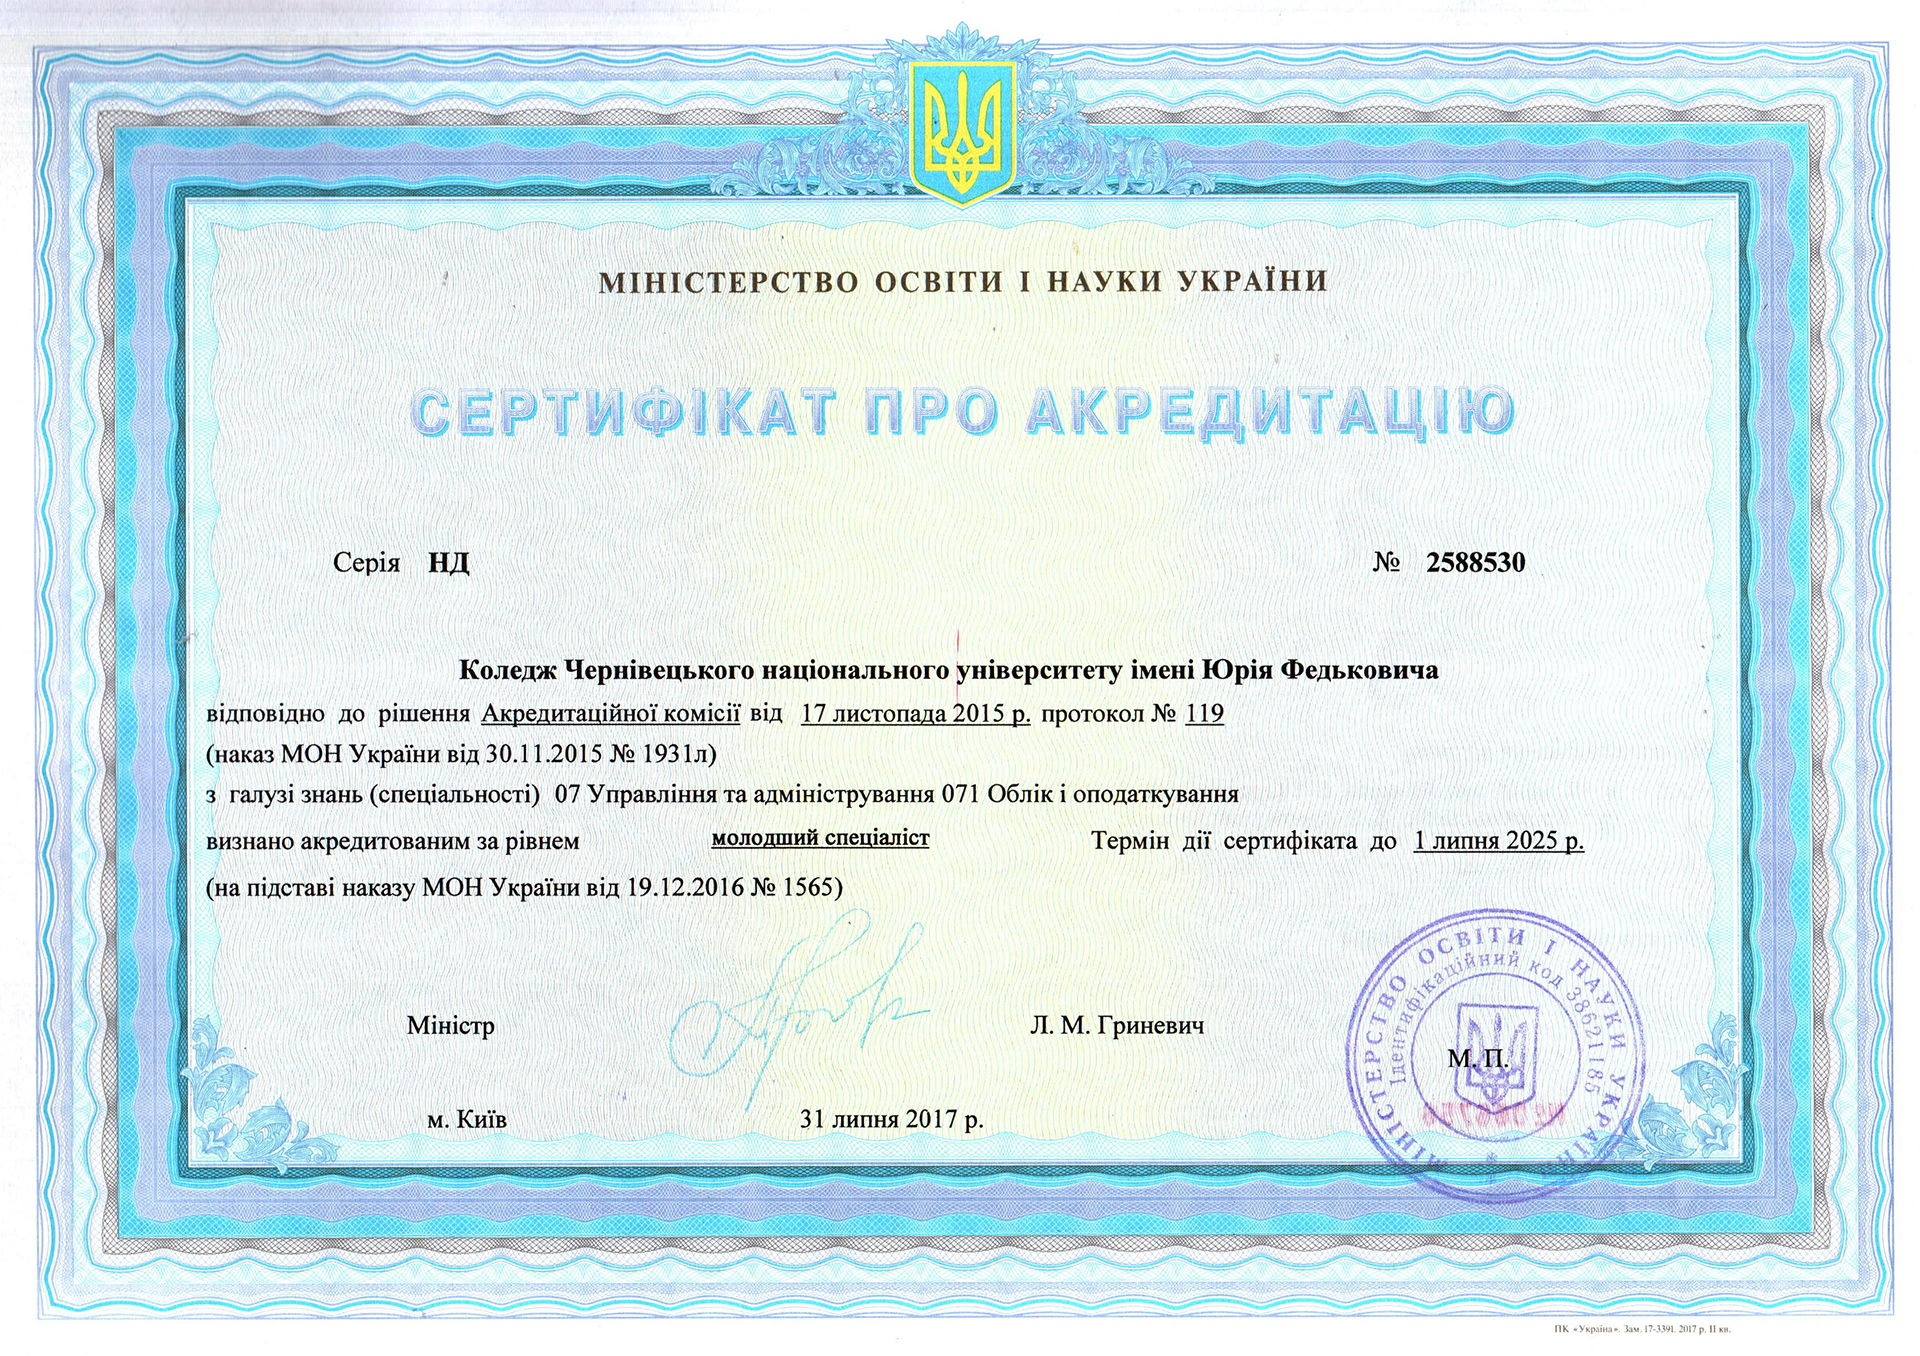 МІНІСТЕРСТВО ОСВІТИ І НАУКИ УКРАЇНИ
СЕРТИФІКАТ ПРО АКРЕДИТАЦІЮ
Серія НД № 2588530
Коледж Чернівецького національного університету імені Юрія Федьковича
відповідно до рішення Акредитаційної комісії від 17 листопада 2015 р. протокол № 119
(наказ МОН України від 30.11.2015 № 1931л)
з галузі знань (спеціальності) 07 Управління та адміністрування 071 Облік і оподаткування
визнано акредитованим за рівнем молодший спеціаліст Термін дії сертифіката до 1 липня 2025 р.
(на підставі наказу МОН України від 19.12.2016 № 1565)
Міністр Л. М. Гриневич
М. П.
м. Київ 31 липня 2017 р.
МІНІСТЕРСТВО ОСВІТИ І НАУКИ УКРАЇНИ
Ідентифікаційний код 38621185
ПК «Україна». Зам. 17-3391. 2017 р. II кв.